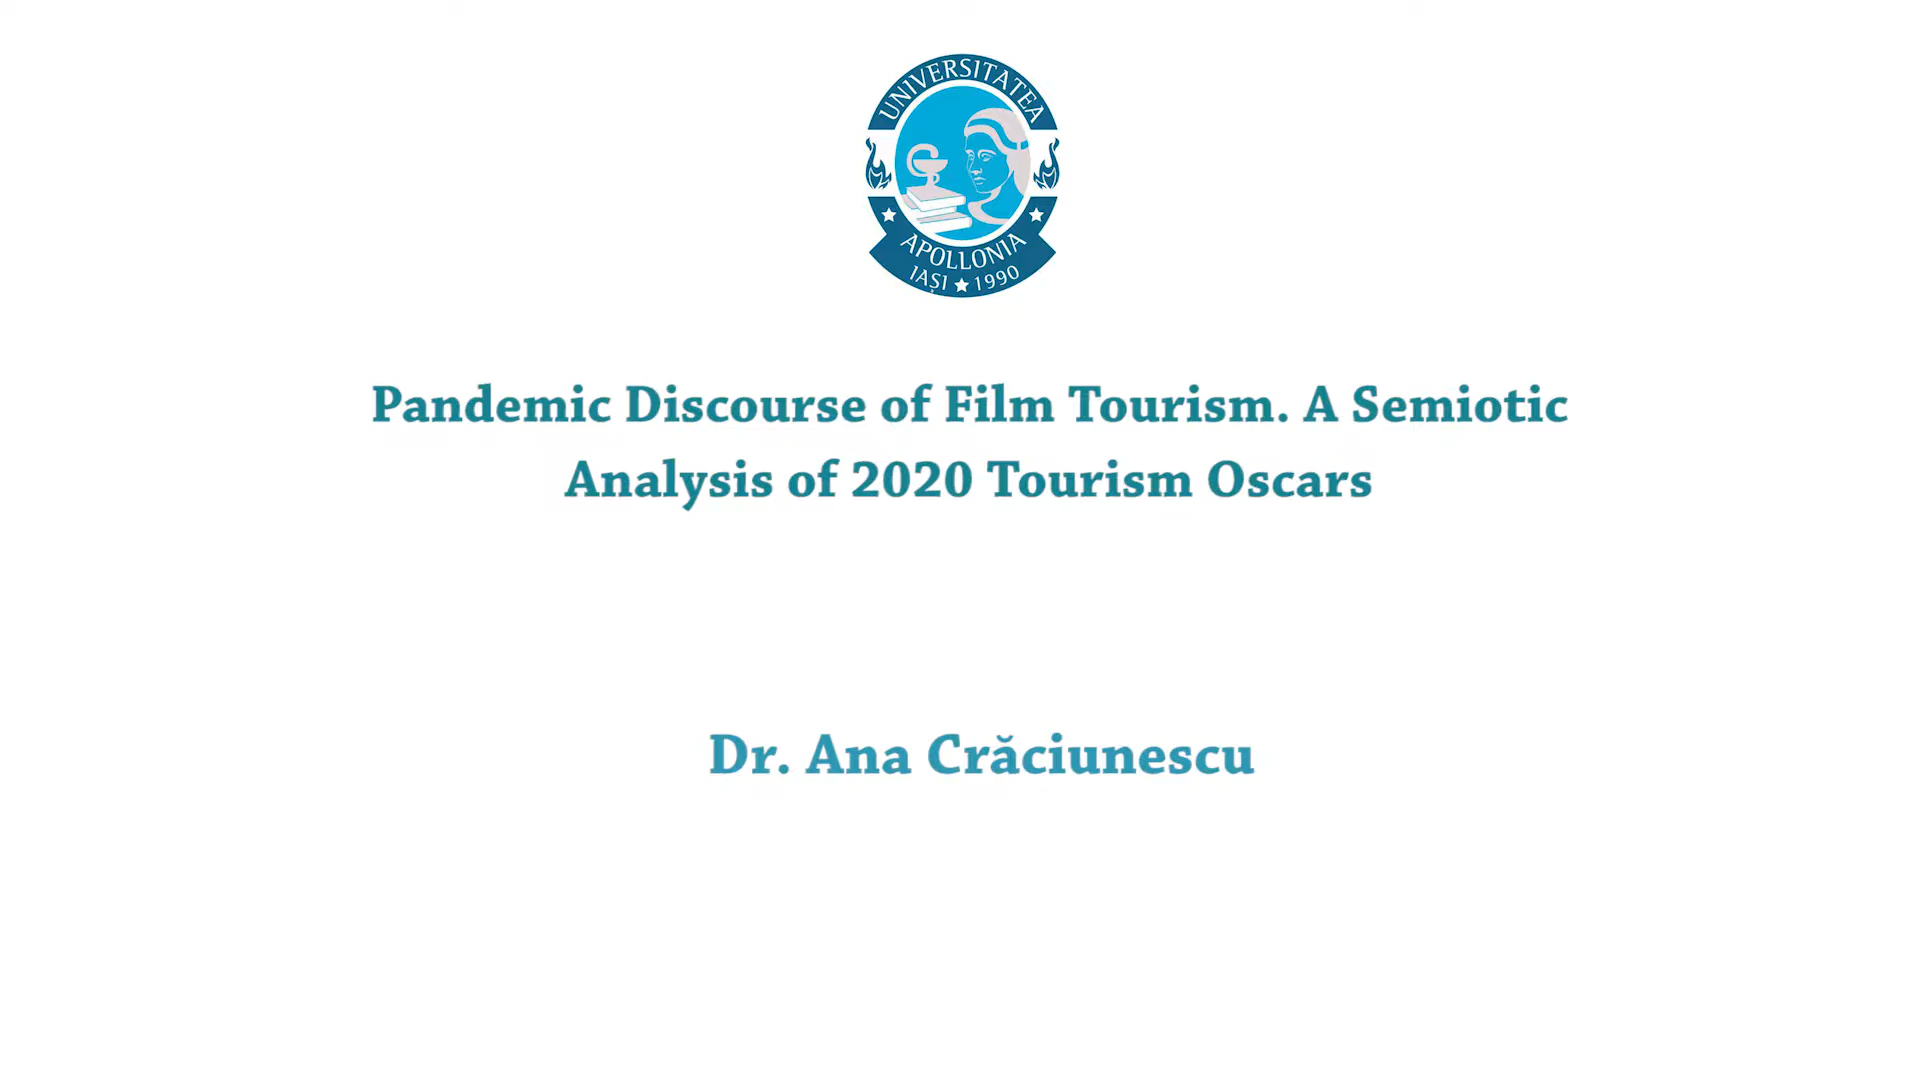 UNIVERSITATEA
APOLLONIA
IAȘI ★ 1990
Pandemic Discourse of Film Tourism. A Semiotic
Analysis of 2020 Tourism Oscars
Dr. Ana Crăciunescu